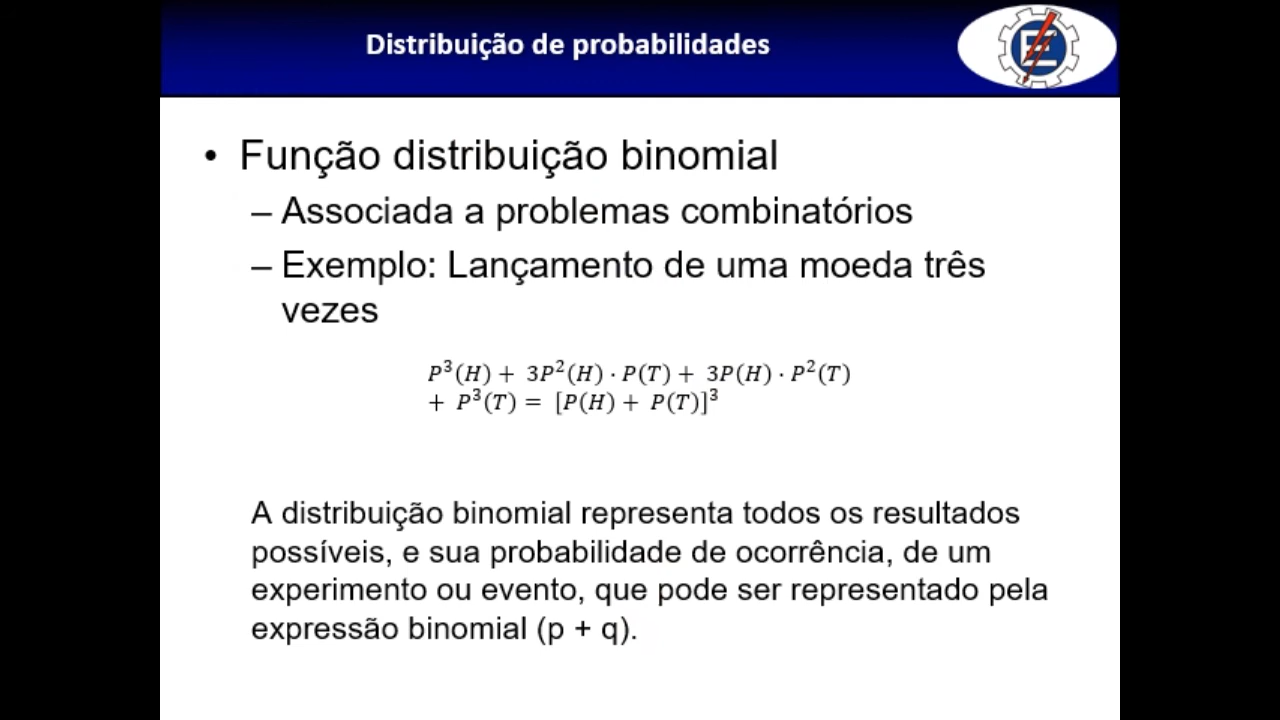 Distribuição de probabilidades
• Função distribuição binomial
– Associada a problemas combinatórios
– Exemplo: Lançamento de uma moeda três
vezes
P³(H) + 3P²(H) · P(T) + 3P(H) · P²(T)
+ P³(T) = [P(H) + P(T)]³
A distribuição binomial representa todos os resultados
possíveis, e sua probabilidade de ocorrência, de um
experimento ou evento, que pode ser representado pela
expressão binomial (p + q).